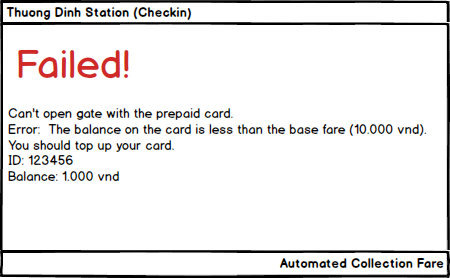 Thuong Dinh Station (Checkin)
Failed!
Can't open gate with the prepaid card.
Error:  The balance on the card is less than the base fare (10.000 vnd).
You should top up your card.
ID: 123456
Balance: 1.000 vnd
Automated Collection Fare